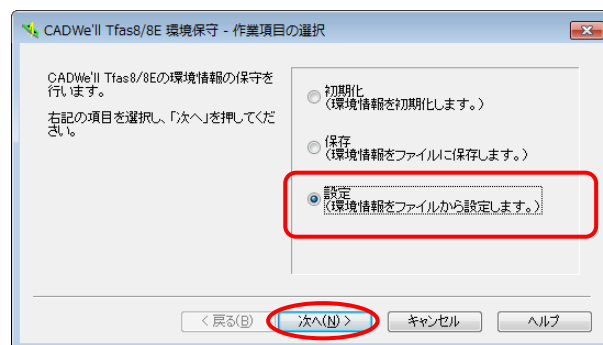 CADWe'll Tfas8/8E 環境保守 - 作業項目の選択
CADWe'll Tfas8/8Eの環境情報の保守を
行います。
右記の項目を選択し、「次へ」を押してくだ
さい。
初期化
(環境情報を初期化します。)
保存
(環境情報をファイルに保存します。)
設定
(環境情報をファイルから設定します。)
< 戻る(B)
次へ(N) >
キャンセル
ヘルプ